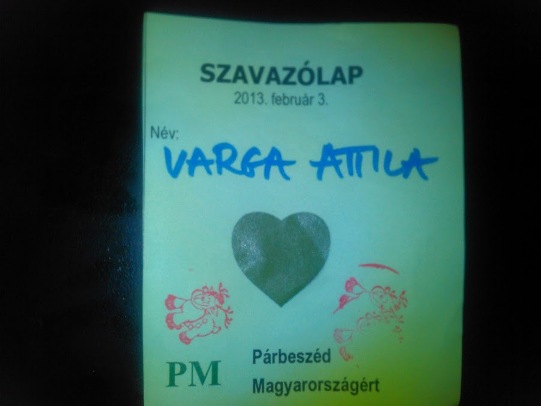 SZAVAZÓLAP
2013. február 3.
Név:
VARGA ATTILA
PM
Párbeszéd
Magyarországért